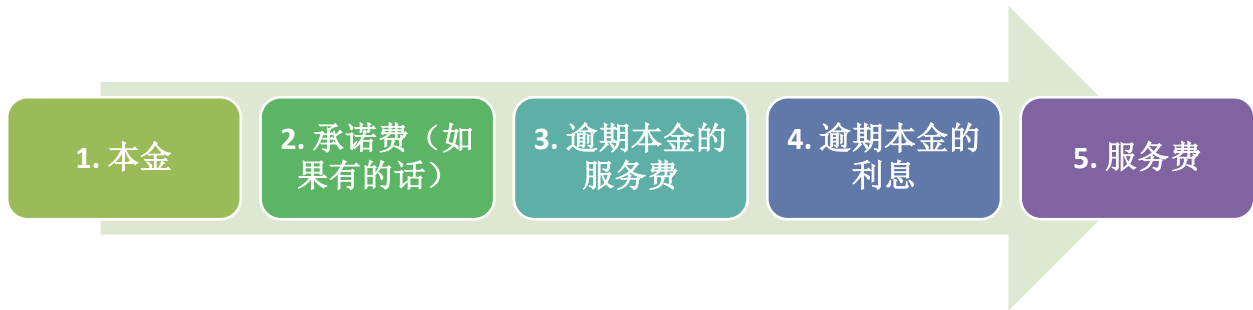 1. 本金
2. 承诺费（如
果有的话）
3. 逾期本金的
服务费
4. 逾期本金的
利息
5. 服务费